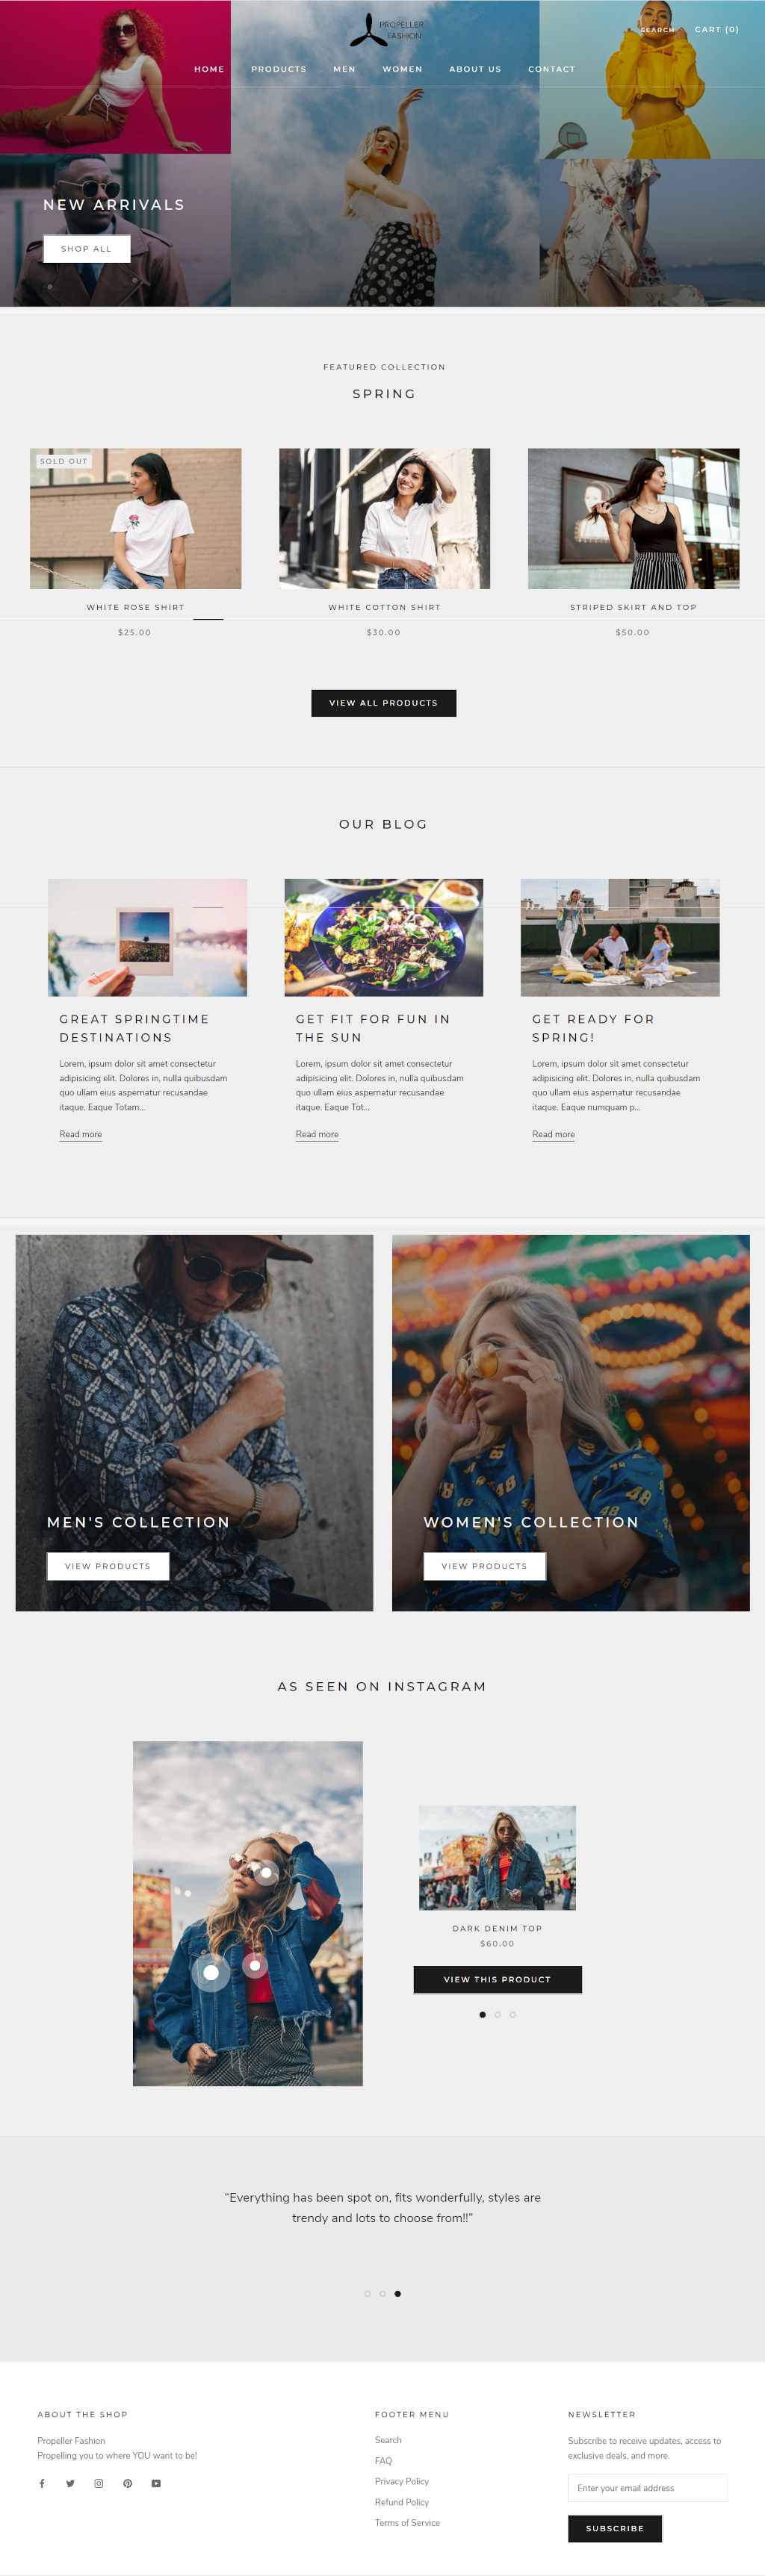 PROPELLER
FASHION
SEARCH
CART (0)
HOME PRODUCTS MEN WOMEN ABOUT US CONTACT
NEW ARRIVALS
SHOP ALL
FEATURED COLLECTION
SPRING
SOLD OUT
WHITE ROSE SHIRT
$25.00
WHITE COTTON SHIRT
$30.00
STRIPED SKIRT AND TOP
$50.00
VIEW ALL PRODUCTS
OUR BLOG
GREAT SPRINGTIME
DESTINATIONS
Lorem, ipsum dolor sit amet consectetur
adipisicing elit. Dolores in, nulla quibusdam
quo ullam eius aspernatur recusandae
itaque. Eaque Totam...
Read more
GET FIT FOR FUN IN
THE SUN
Lorem, ipsum dolor sit amet consectetur
adipisicing elit. Dolores in, nulla quibusdam
quo ullam eius aspernatur recusandae
itaque. Eaque Tot...
Read more
GET READY FOR
SPRING!
Lorem, ipsum dolor sit amet consectetur
adipisicing elit. Dolores in, nulla quibusdam
quo ullam eius aspernatur recusandae
itaque. Eaque numquam p...
Read more
MEN'S COLLECTION
VIEW PRODUCTS
WOMEN'S COLLECTION
VIEW PRODUCTS
AS SEEN ON INSTAGRAM
DARK DENIM TOP
$60.00
VIEW THIS PRODUCT
“Everything has been spot on, fits wonderfully, styles are
trendy and lots to choose from!!”
ABOUT THE SHOP
Propeller Fashion
Propelling you to where YOU want to be!
FOOTER MENU
Search
FAQ
Privacy Policy
Refund Policy
Terms of Service
NEWSLETTER
Subscribe to receive updates, access to
exclusive deals, and more.
Enter your email address
SUBSCRIBE